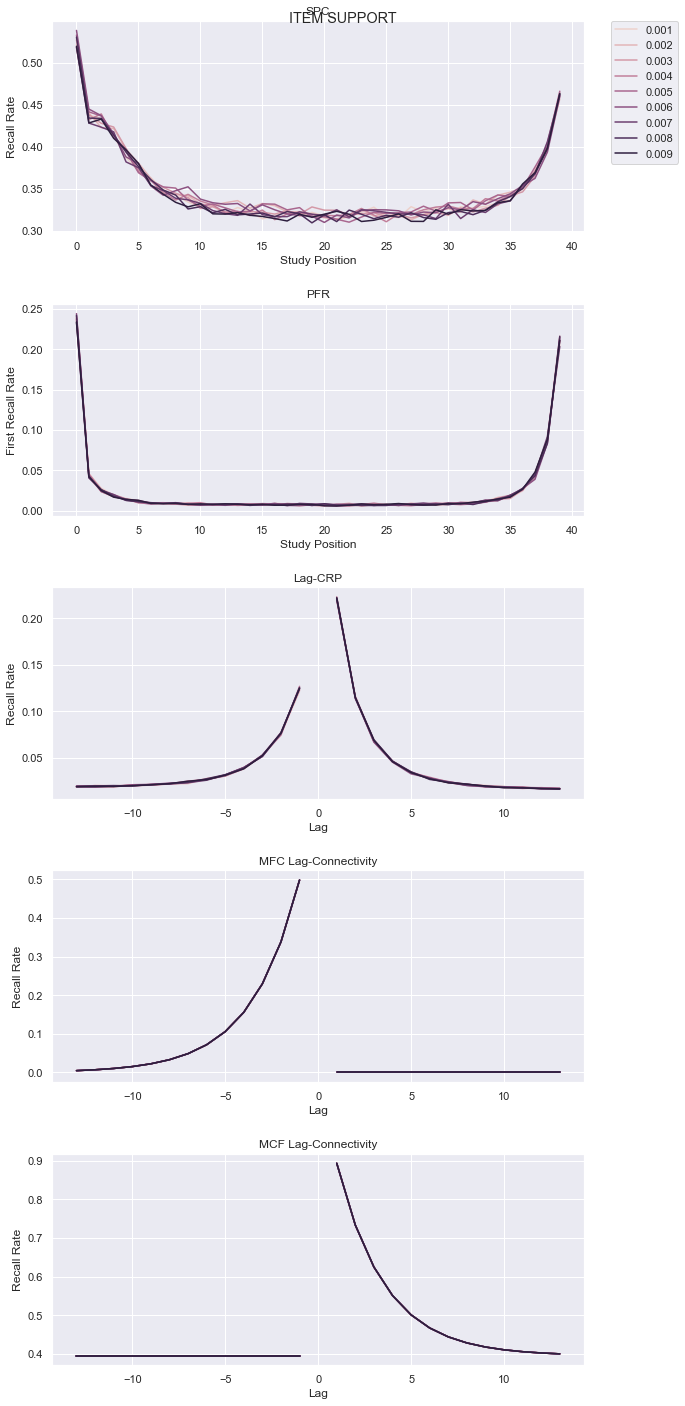 SPC
ITEM SUPPORT
0.001
0.002
0.003
0.004
0.005
0.006
0.007
0.008
0.009
Recall Rate
0.50
0.45
0.40
0.35
0.30
0 5 10 15 20 25 30 35 40
Study Position
PFR
First Recall Rate
0.25
0.20
0.15
0.10
0.05
0.00
0 5 10 15 20 25 30 35 40
Study Position
Lag-CRP
Recall Rate
0.20
0.15
0.10
0.05
−10 −5 0 5 10
Lag
MFC Lag-Connectivity
Recall Rate
0.5
0.4
0.3
0.2
0.1
0.0
−10 −5 0 5 10
Lag
MCF Lag-Connectivity
Recall Rate
0.9
0.8
0.7
0.6
0.5
0.4
−10 −5 0 5 10
Lag